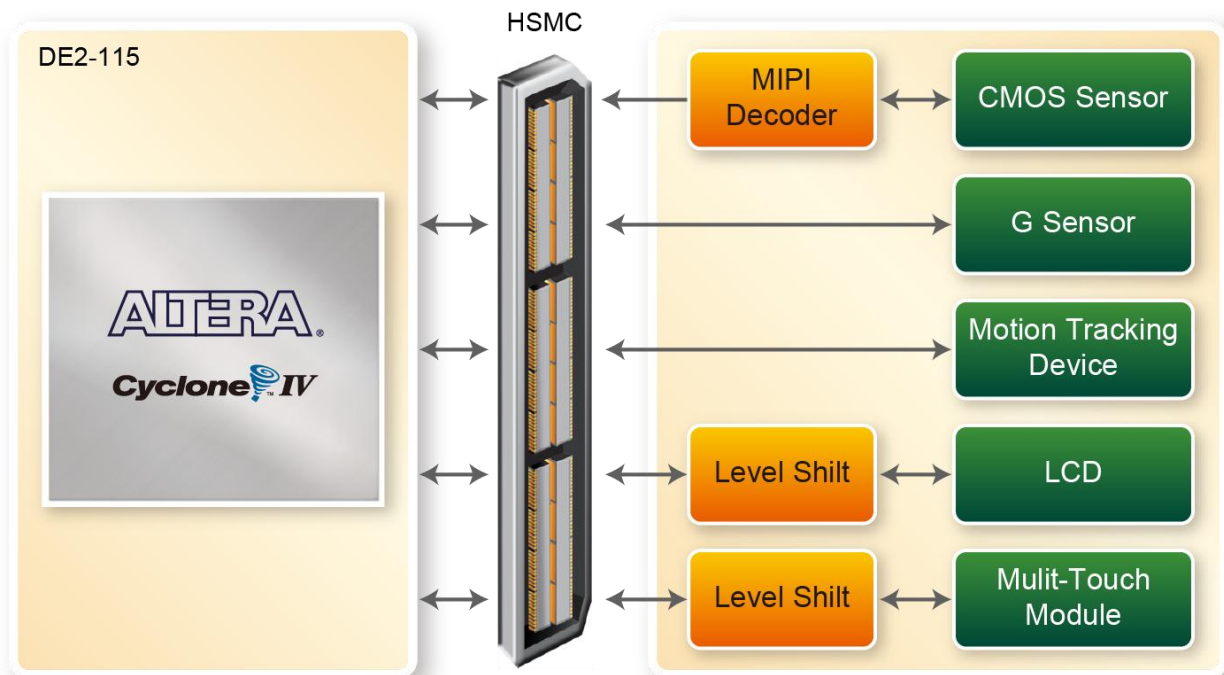 HSMC
DE2-115
ALTERA®
Cyclone™ IV
MIPI
Decoder
CMOS Sensor
G Sensor
Motion Tracking
Device
Level Shilt
LCD
Level Shilt
Mulit-Touch
Module